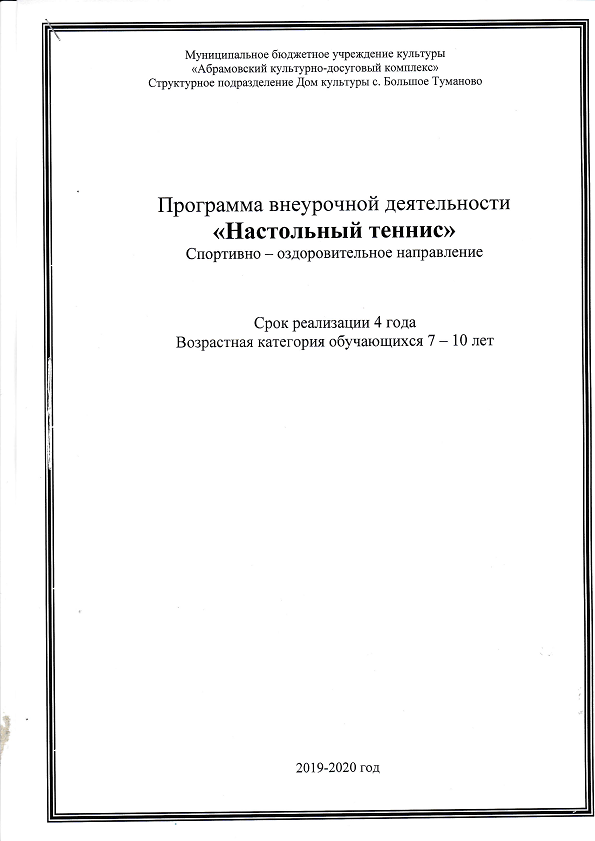 Муниципальное бюджетное учреждение культуры
«Абрамовский культурно-досуговый комплекс»
Структурное подразделение Дом культуры с. Большое Туманово
Программа внеурочной деятельности
«Настольный теннис»
Спортивно – оздоровительное направление
Срок реализации 4 года
Возрастная категория обучающихся 7 – 10 лет
2019-2020 год